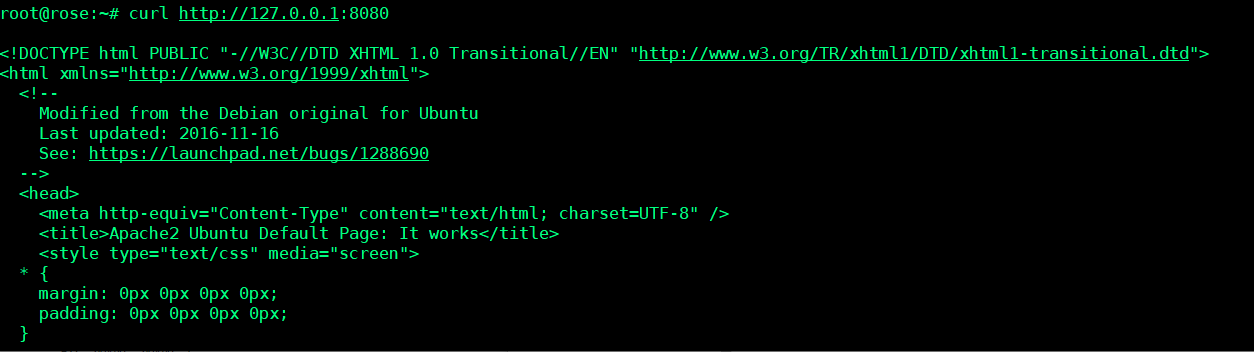 root@rose:~# curl http://127.0.0.1:8080
<!DOCTYPE html PUBLIC "-//W3C//DTD XHTML 1.0 Transitional//EN" "http://www.w3.org/TR/xhtml1/DTD/xhtml1-transitional.dtd">
<html xmlns="http://www.w3.org/1999/xhtml">
  <!--
    Modified from the Debian original for Ubuntu
    Last updated: 2016-11-16
    See: https://launchpad.net/bugs/1288690
  -->
  <head>
    <meta http-equiv="Content-Type" content="text/html; charset=UTF-8" />
    <title>Apache2 Ubuntu Default Page: It works</title>
    <style type="text/css" media="screen">
  * {
    margin: 0px 0px 0px 0px;
    padding: 0px 0px 0px 0px;
  }